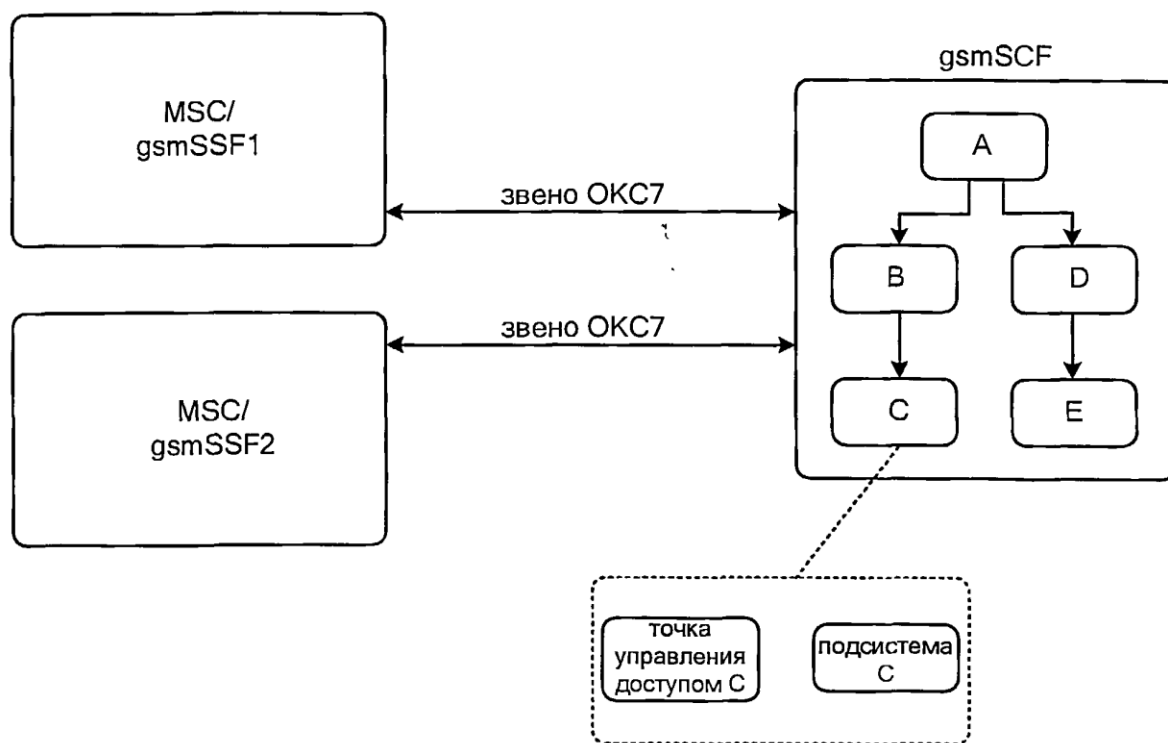 MSC/
gsmSSF1
звено ОКС7
MSC/
gsmSSF2
звено ОКС7
gsmSCF
A
B
D
C
E
точка
управления
доступом С
подсистема
С